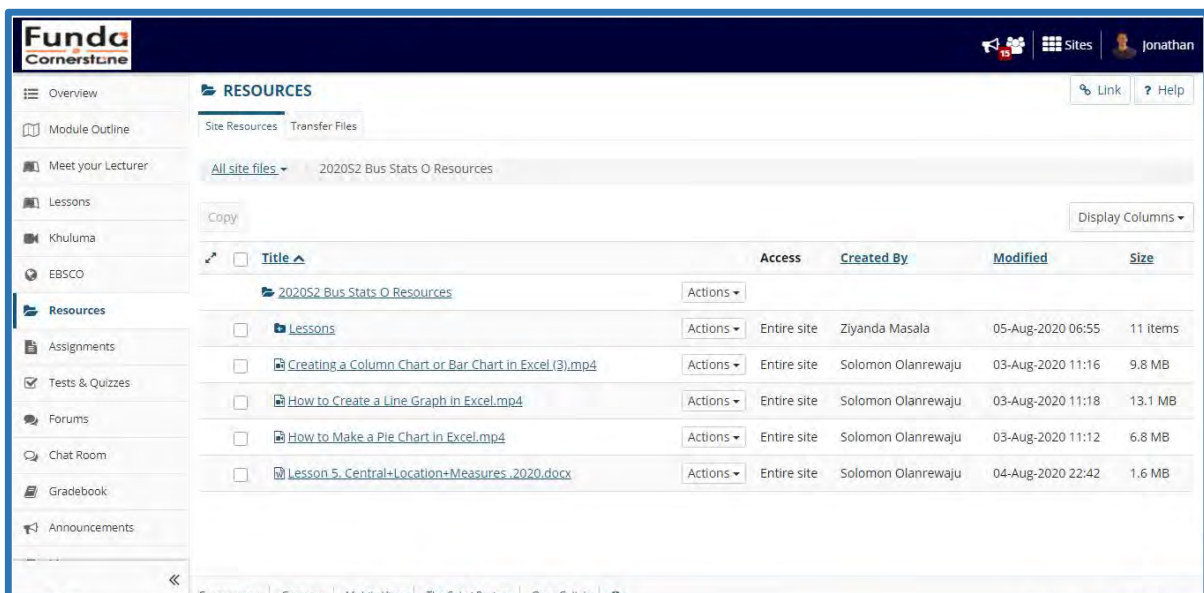 Funda
Cornerstone
15
Sites
Jonathan
Overview
Module Outline
Meet your Lecturer
Lessons
Khuluma
EBSCO
Resources
Assignments
Tests & Quizzes
Forums
Chat Room
Gradebook
Announcements
RESOURCES
Link ? Help
Site Resources Transfer Files
All site files 2020S2 Bus Stats O Resources
Copy
Display Columns
Title Access Created By Modified Size
2020S2 Bus Stats O Resources Actions
Lessons Actions Entire site Ziyanda Masala 05-Aug-2020 06:55 11 items
Creating a Column Chart or Bar Chart in Excel (3).mp4 Actions Entire site Solomon Olanrewaju 03-Aug-2020 11:16 9.8 MB
How to Create a Line Graph in Excel.mp4 Actions Entire site Solomon Olanrewaju 03-Aug-2020 11:18 13.1 MB
How to Make a Pie Chart in Excel.mp4 Actions Entire site Solomon Olanrewaju 03-Aug-2020 11:12 6.8 MB
Lesson 5. Central+Location+Measures .2020.docx Actions Entire site Solomon Olanrewaju 04-Aug-2020 22:42 1.6 MB